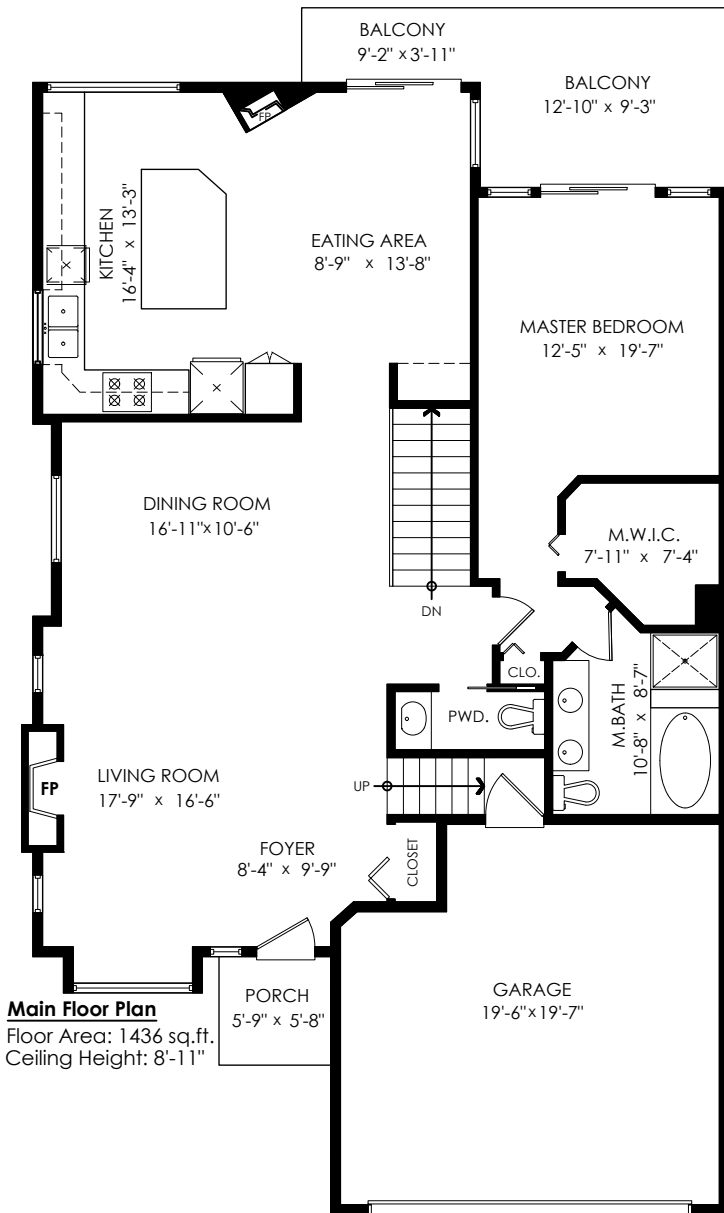 BALCONY
9'-2" x 3'-11"
BALCONY
12'-10" x 9'-3"
FP
KITCHEN
16'-4" x 13'-3"
EATING AREA
8'-9" x 13'-8"
MASTER BEDROOM
12'-5" x 19'-7"
DINING ROOM
16'-11" x 10'-6"
M.W.I.C.
7'-11" x 7'-4"
DN
CLO.
PWD.
M.BATH
10'-8" x 8'-7"
LIVING ROOM
17'-9" x 16'-6"
FP
UP
FOYER
8'-4" x 9'-9"
CLOSET
PORCH
5'-9" x 5'-8"
GARAGE
19'-6" x 19'-7"
Main Floor Plan
Floor Area: 1436 sq.ft.
Ceiling Height: 8'-11"